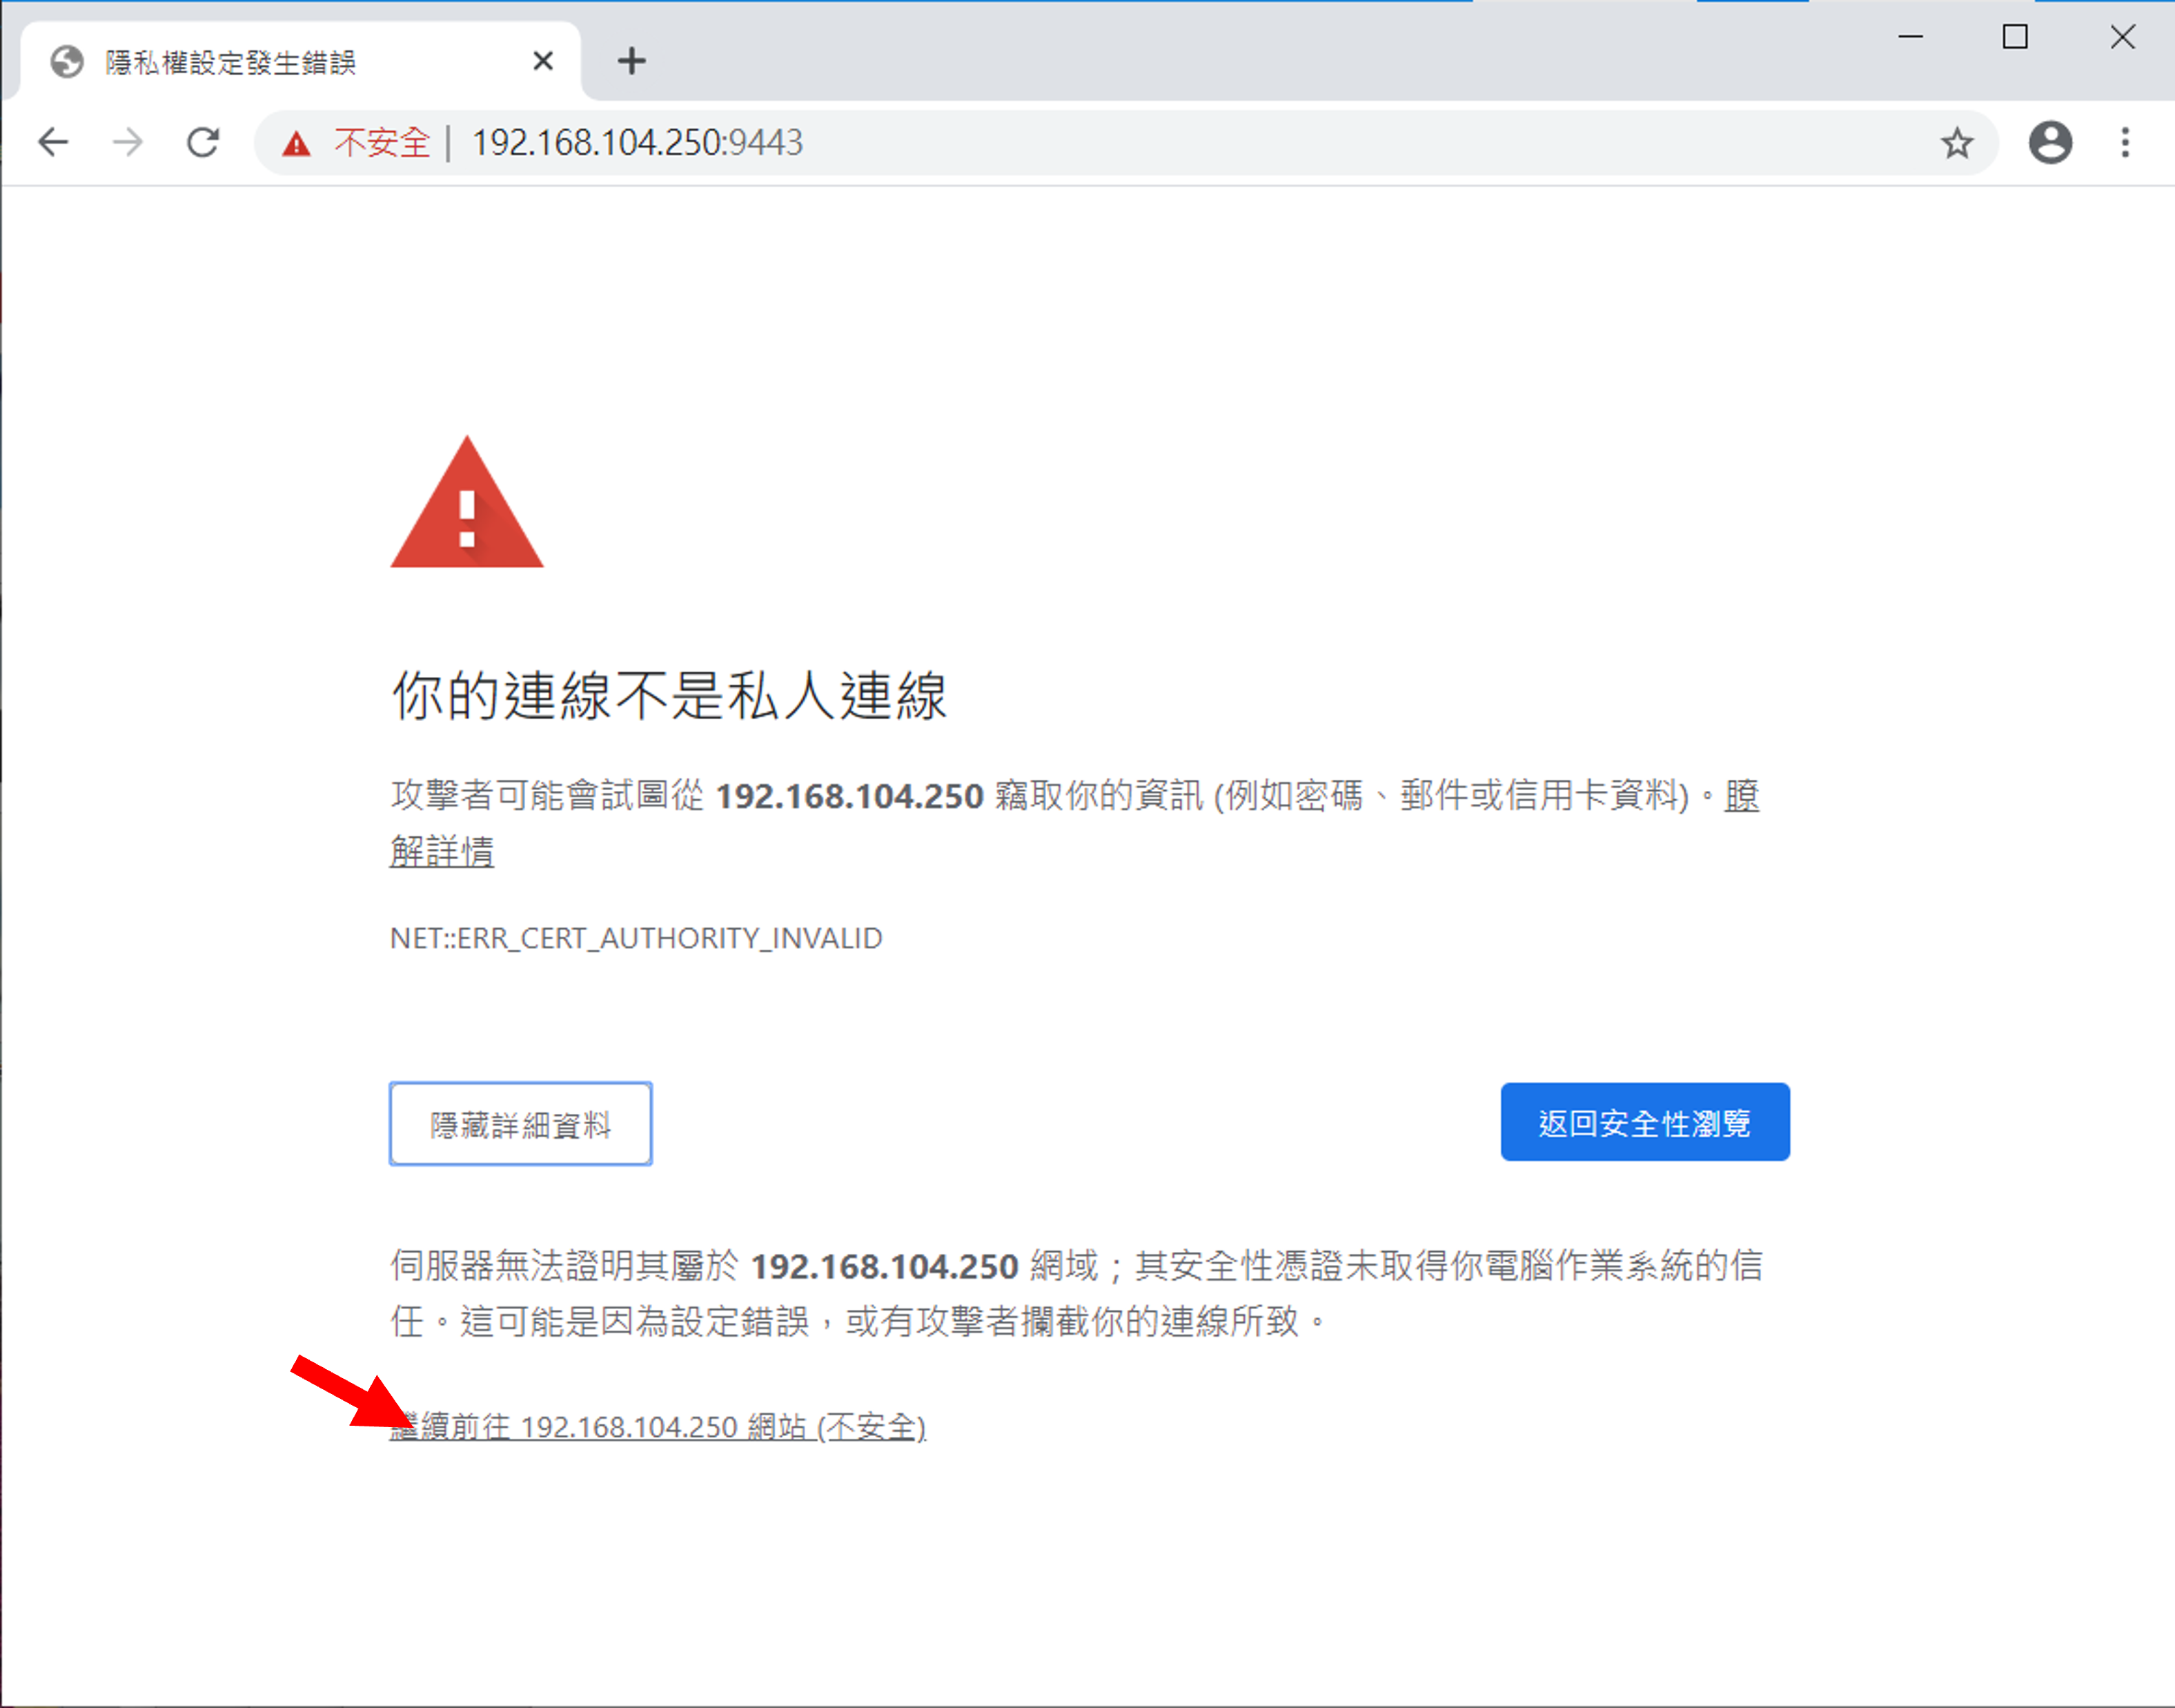 隱私權設定發生錯誤
不安全 | 192.168.104.250:9443
你的連線不是私人連線
攻擊者可能會試圖從 192.168.104.250 竊取你的資訊 (例如密碼、郵件或信用卡資料)。瞭
解詳情
NET::ERR_CERT_AUTHORITY_INVALID
隱藏詳細資料
返回安全性瀏覽
伺服器無法證明其屬於 192.168.104.250 網域；其安全性憑證未取得你電腦作業系統的信
任。這可能是因為設定錯誤，或有攻擊者攔截你的連線所致。
繼續前往 192.168.104.250 網站 (不安全)